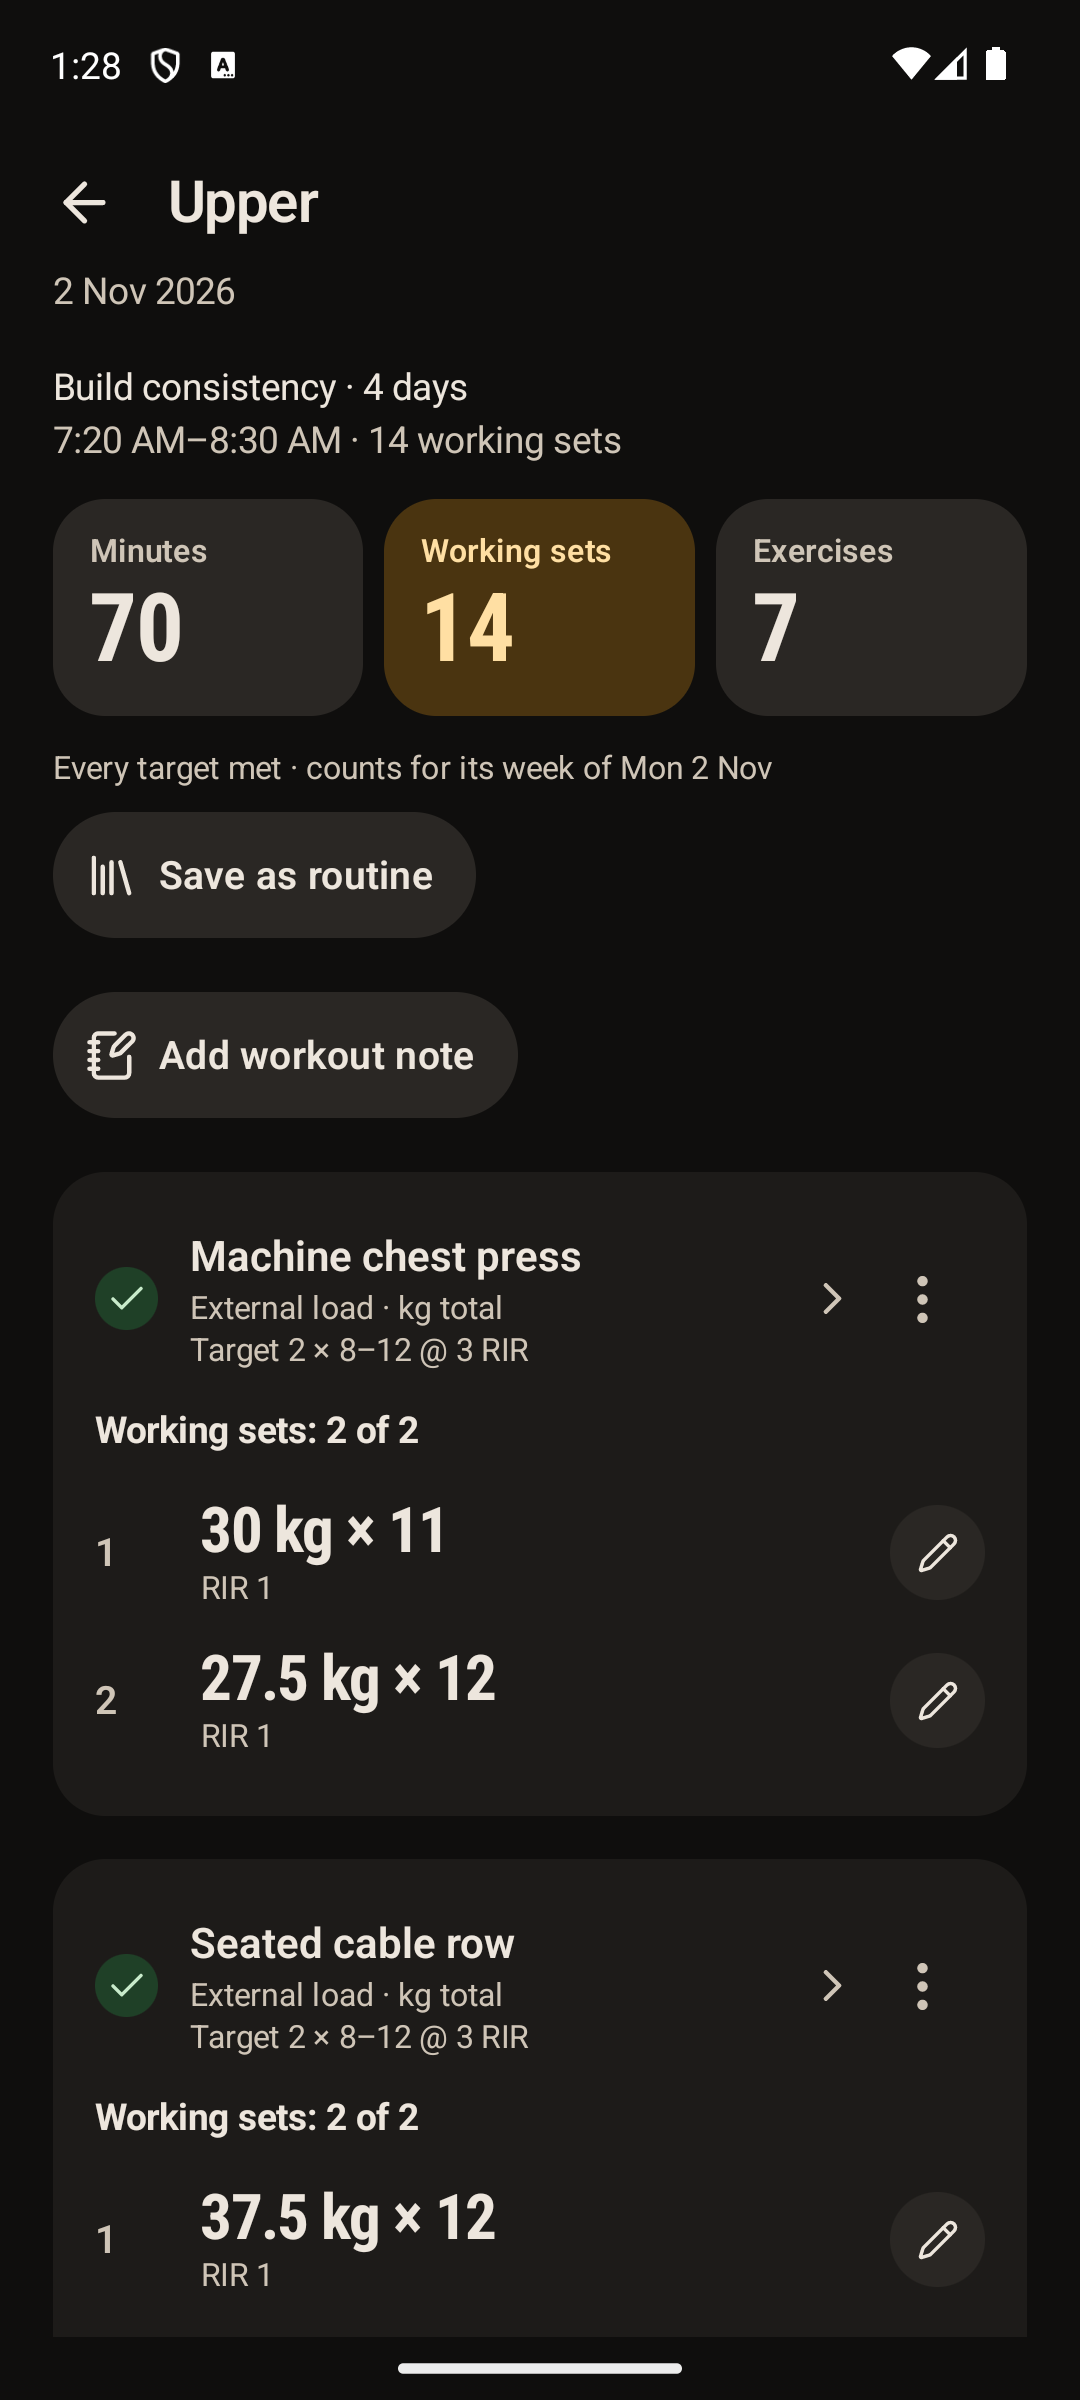 1:28
Upper
2 Nov 2026
Build consistency · 4 days
7:20 AM–8:30 AM · 14 working sets
Minutes
70
Working sets
14
Exercises
7
Every target met · counts for its week of Mon 2 Nov
Save as routine
Add workout note
Machine chest press
External load · kg total
Target 2 × 8–12 @ 3 RIR
Working sets: 2 of 2
1
30 kg × 11
RIR 1
2
27.5 kg × 12
RIR 1
Seated cable row
External load · kg total
Target 2 × 8–12 @ 3 RIR
Working sets: 2 of 2
1
37.5 kg × 12
RIR 1